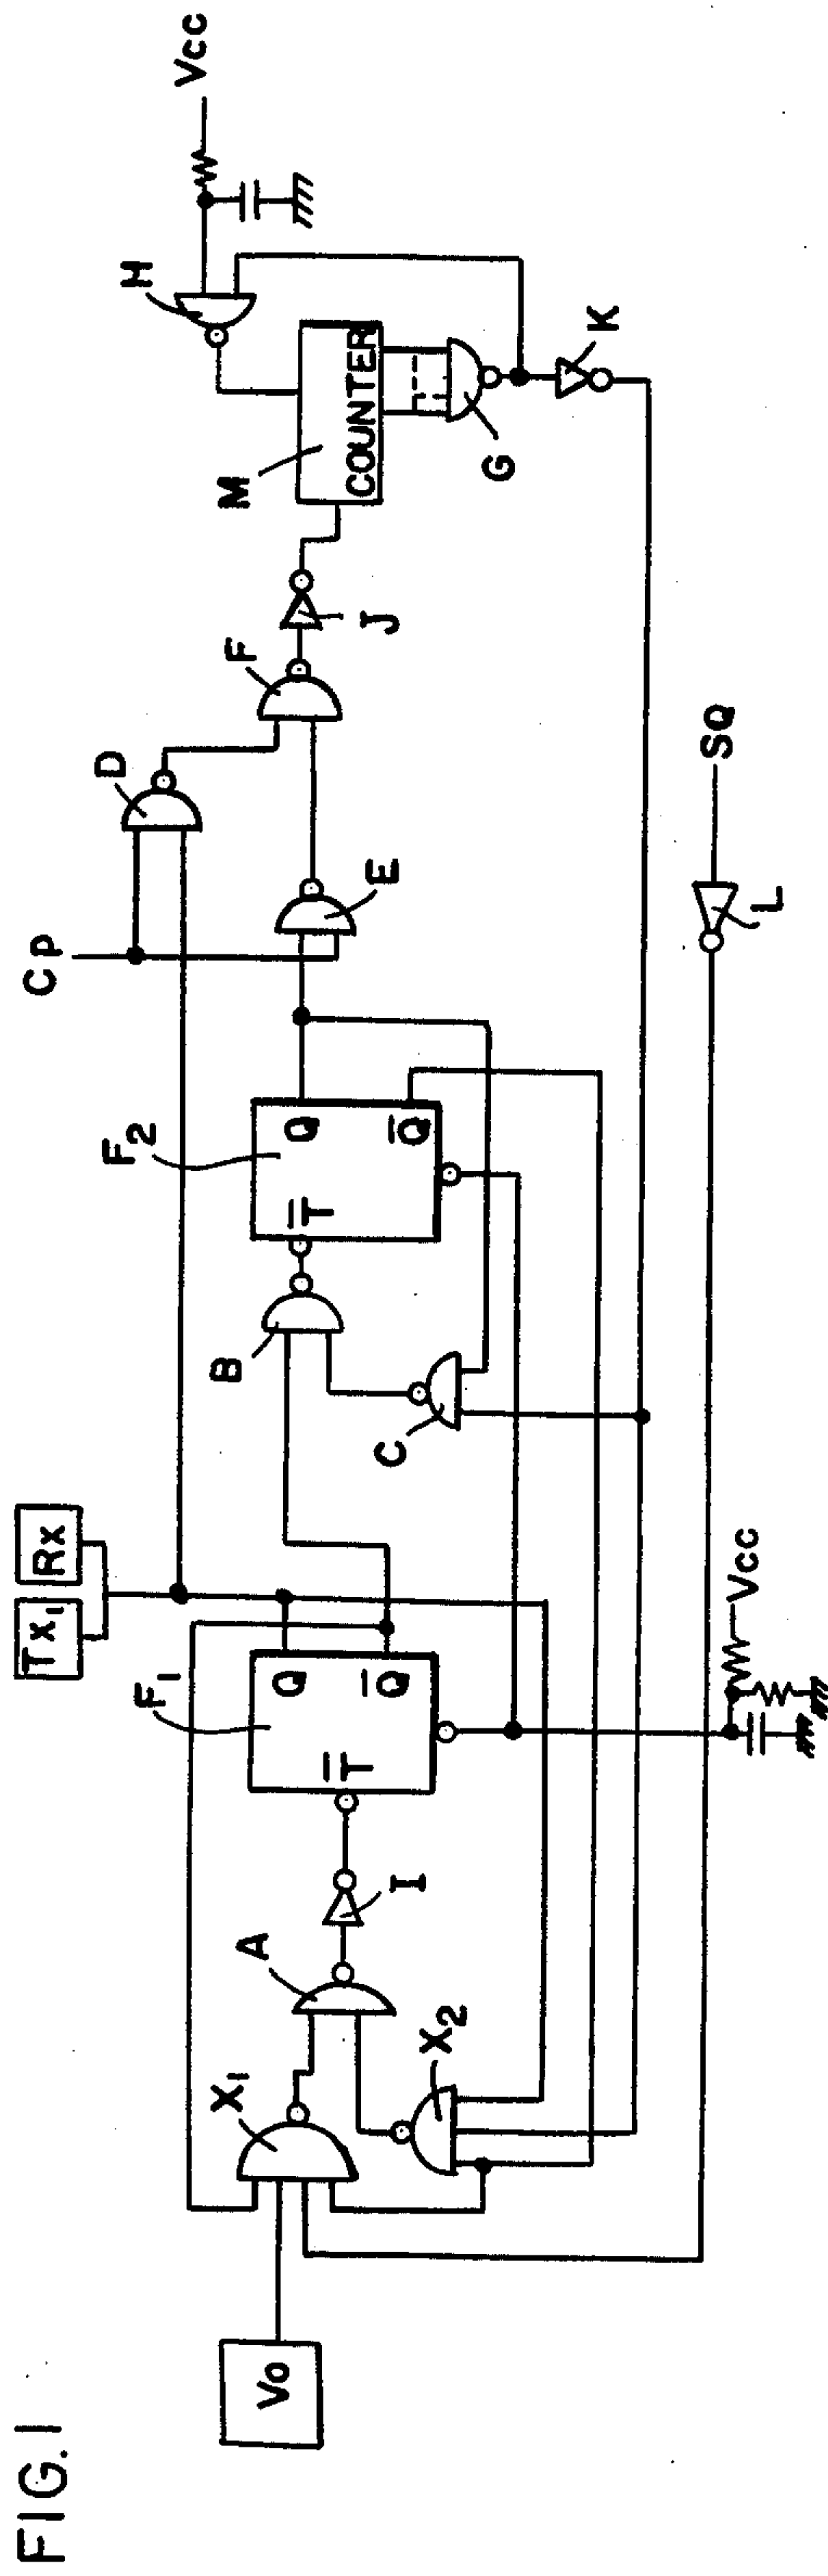 FIG. 1
Vo
X1
X2
A
I
F1
T̅
Q
Q̅
Tx1
Rx
Vcc
B
C
F2
T̅
Q
Q̅
Cp
D
E
F
J
L
SQ
M
COUNTER
G
H
K
Vcc